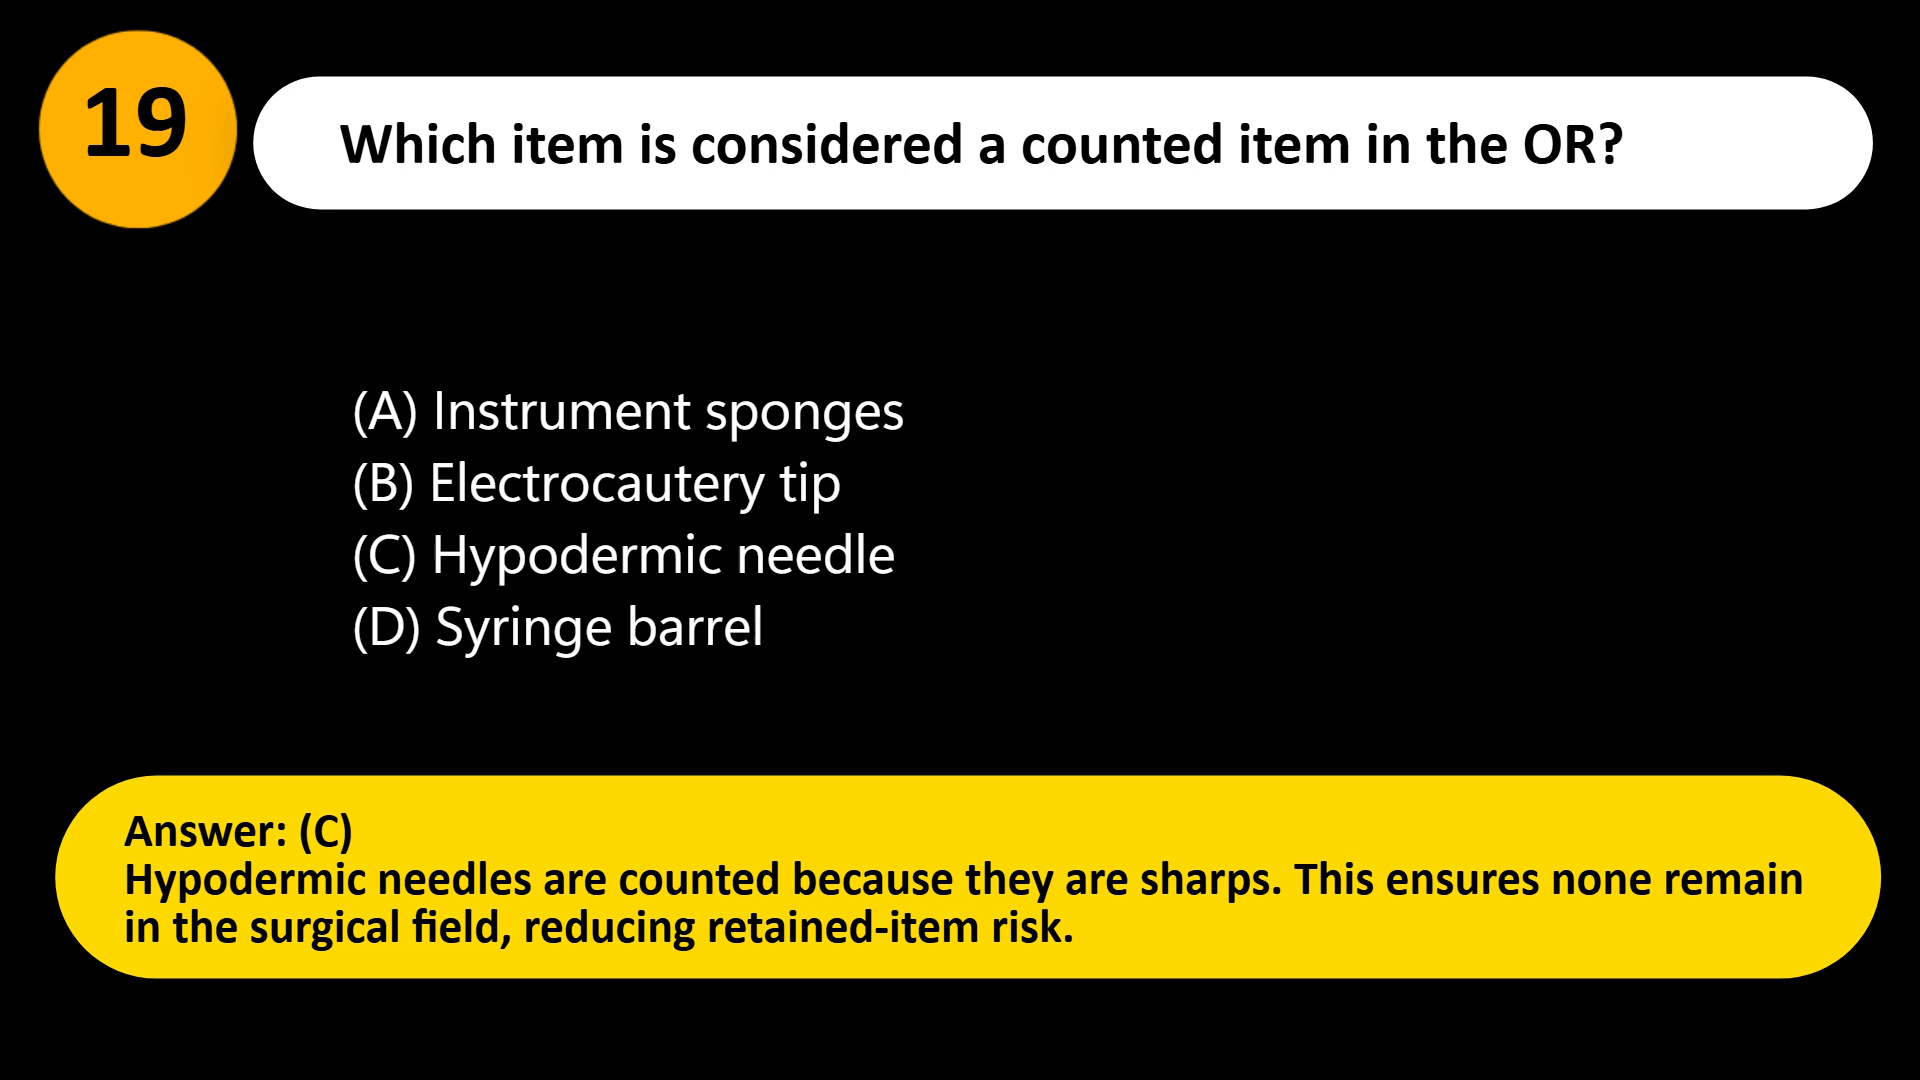 19
Which item is considered a counted item in the OR?
(A) Instrument sponges
(B) Electrocautery tip
(C) Hypodermic needle
(D) Syringe barrel
Answer: (C)
Hypodermic needles are counted because they are sharps. This ensures none remain
in the surgical field, reducing retained-item risk.